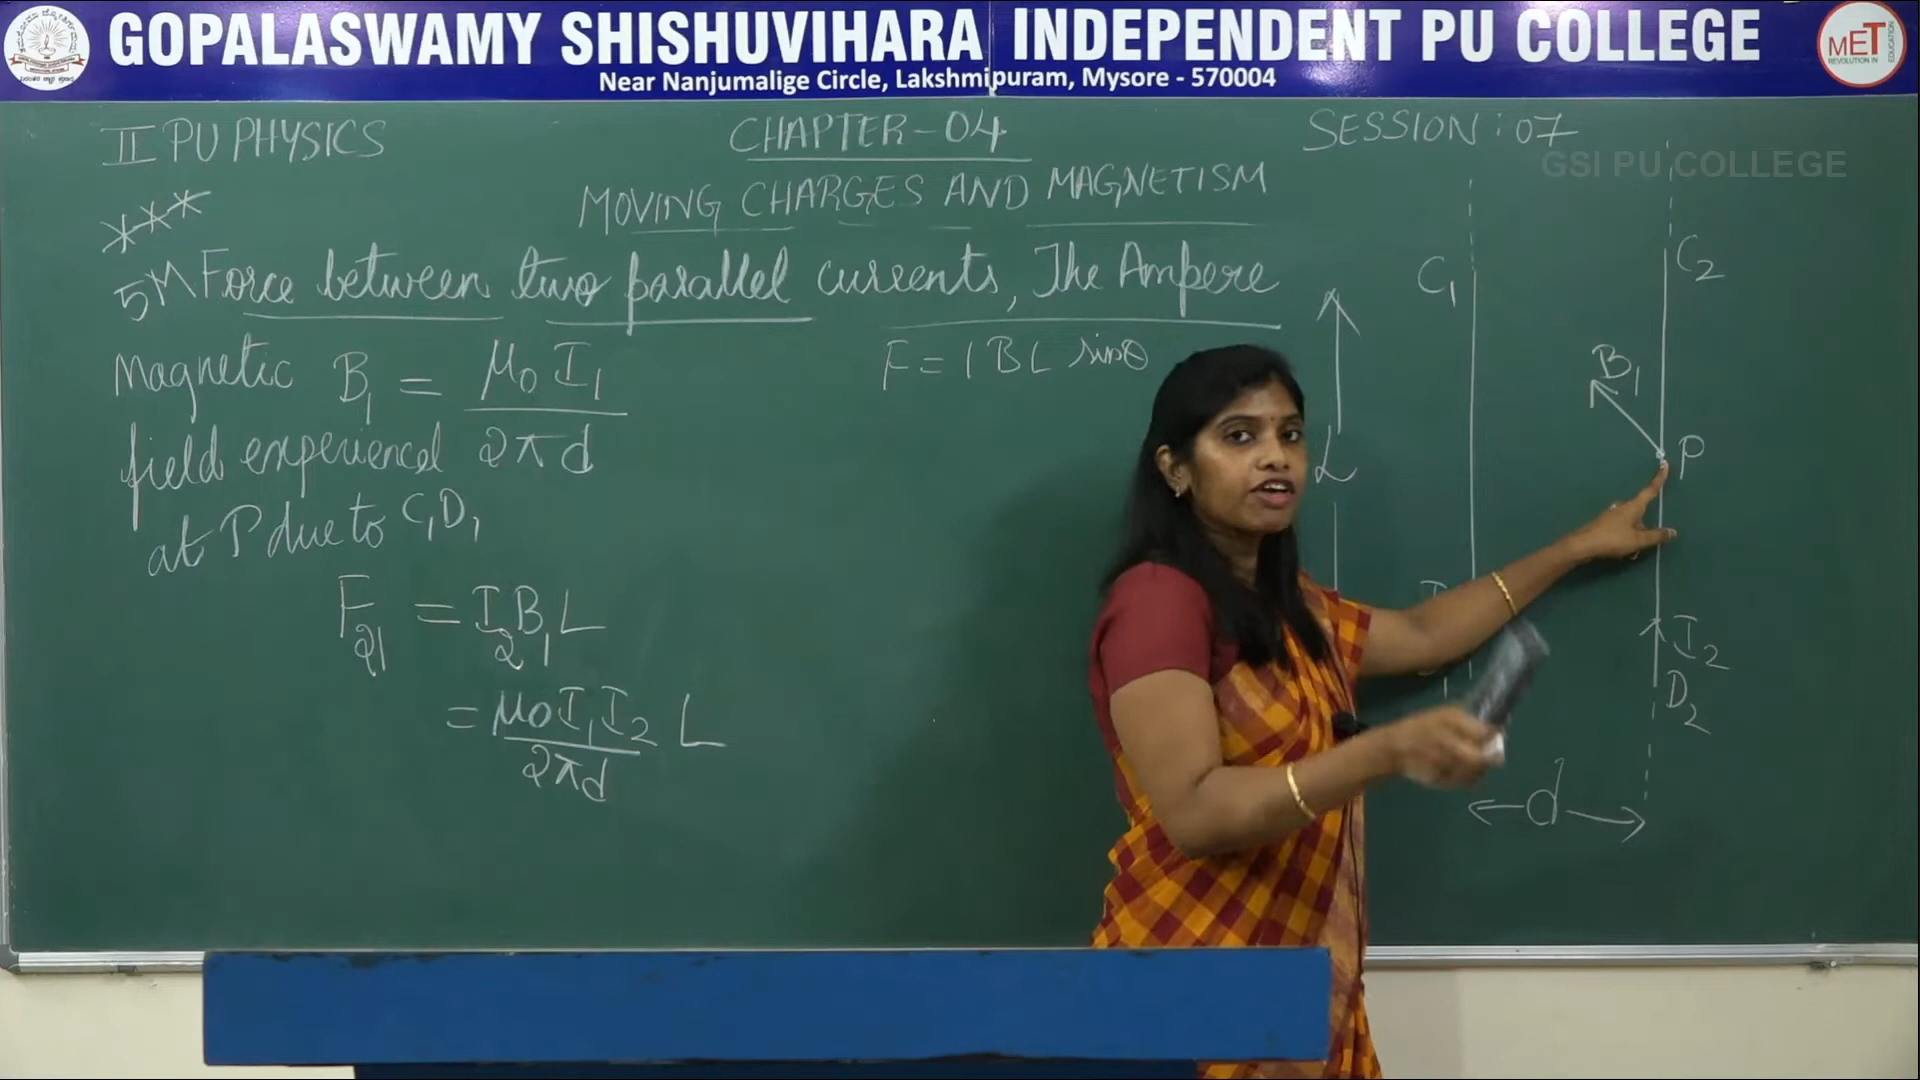 GOPALASWAMY SHISHUVIHARA INDEPENDENT PU COLLEGE
Near Nanjumalige Circle, Lakshmipuram, Mysore - 570004
MET
REVOLUTION IN EDUCATION
II PU PHYSICS
CHAPTER-04
SESSION: 07
GSI PU COLLEGE
MOVING CHARGES AND MAGNETISM
5M Force between two parallel currents, The Ampere
Magnetic B₁ = μ₀ I₁
field experienced 2πd
at P due to C₁D₁
F₂₁ = I₂B₁L
= μ₀I₁I₂ L
2πd
F = IBL sinθ
L
C₁
C₂
B₁
P
I₂
D₂
d